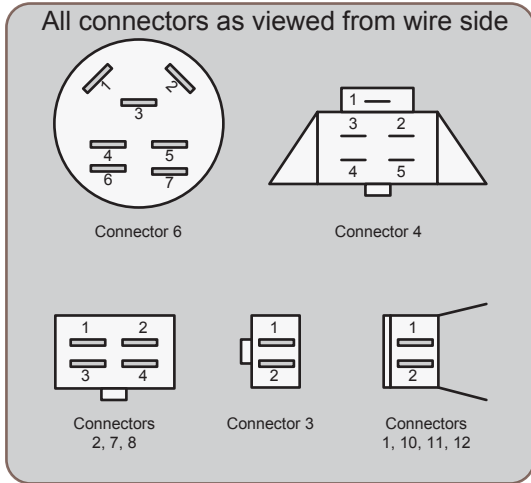 All connectors as viewed from wire side
1 2
3
4 5
6 7
Connector 6
1
3 2
4 5
Connector 4
1 2
3 4
Connectors
2, 7, 8
1
2
Connector 3
1
2
Connectors
1, 10, 11, 12